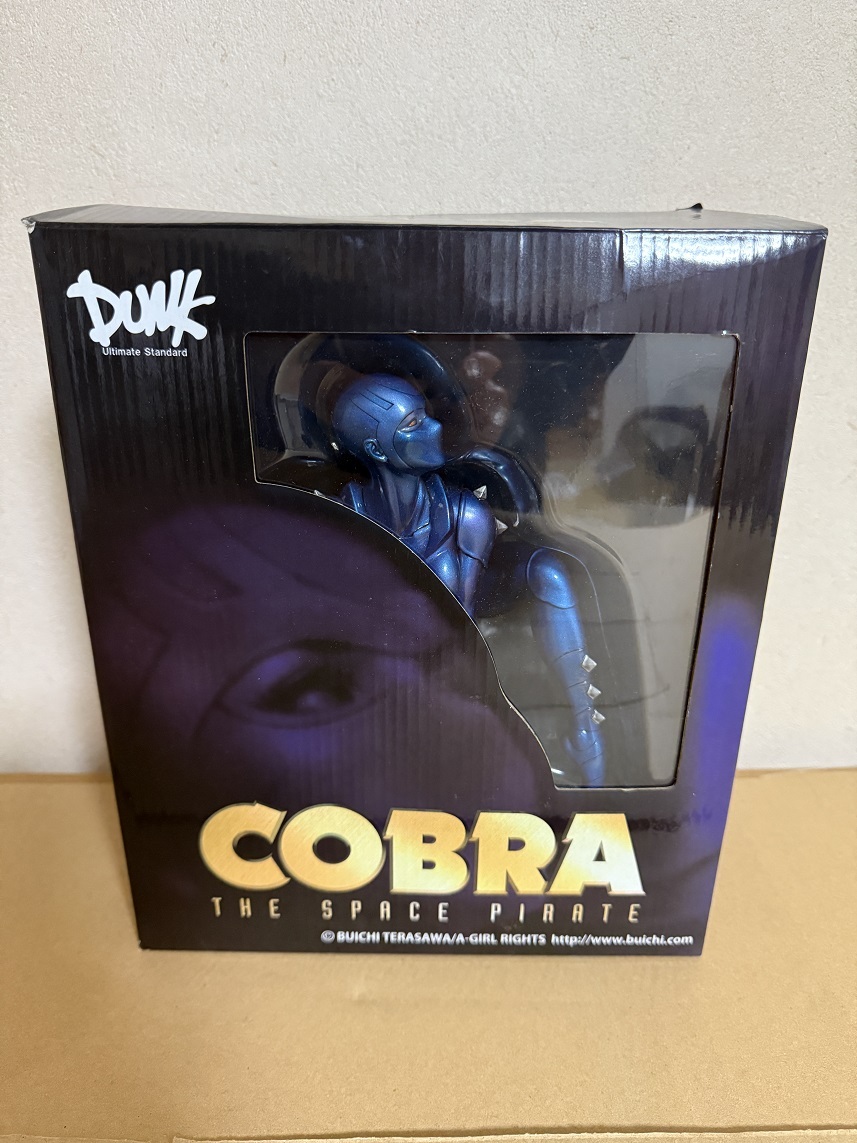 DUNK
Ultimate Standard
COBRA
THE SPACE PIRATE
© BUICHI TERASAWA/A-GIRL RIGHTS http://www.buichi.com